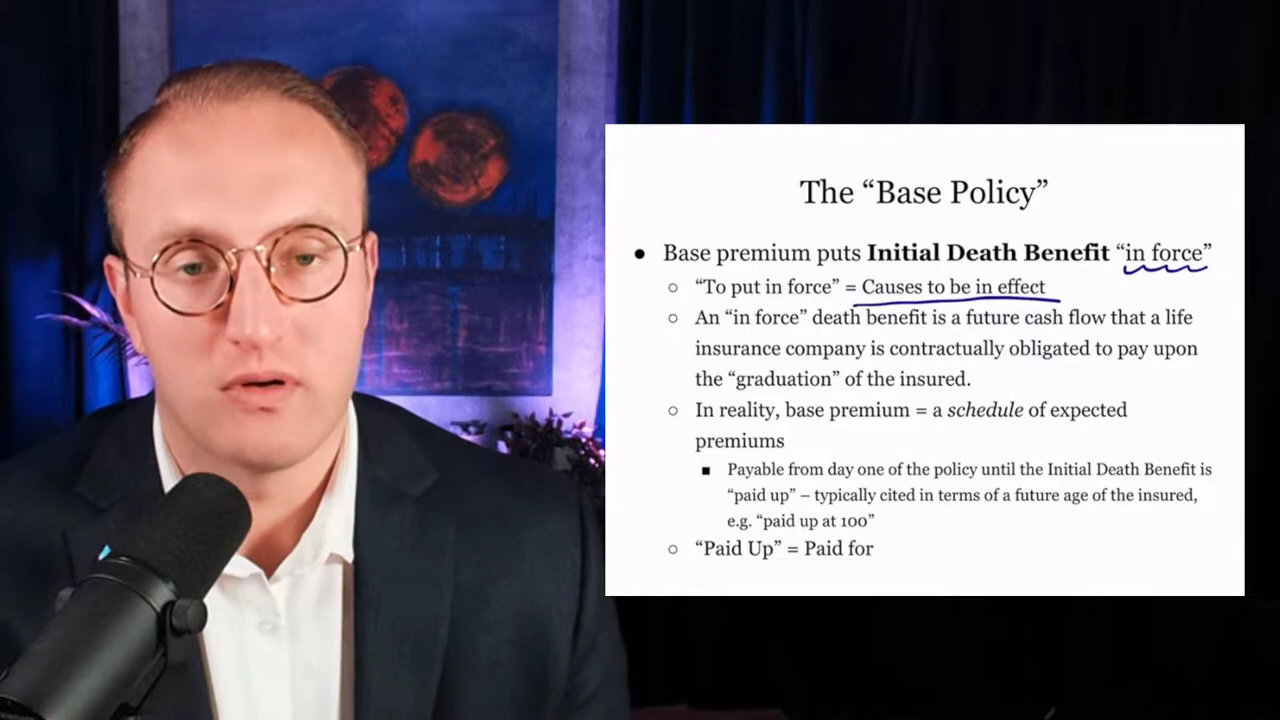 The “Base Policy”
● Base premium puts Initial Death Benefit “in force”
○ “To put in force” = Causes to be in effect
○ An “in force” death benefit is a future cash flow that a life
insurance company is contractually obligated to pay upon
the “graduation” of the insured.
○ In reality, base premium = a schedule of expected
premiums
■ Payable from day one of the policy until the Initial Death Benefit is
“paid up” – typically cited in terms of a future age of the insured,
e.g. “paid up at 100”
○ “Paid Up” = Paid for